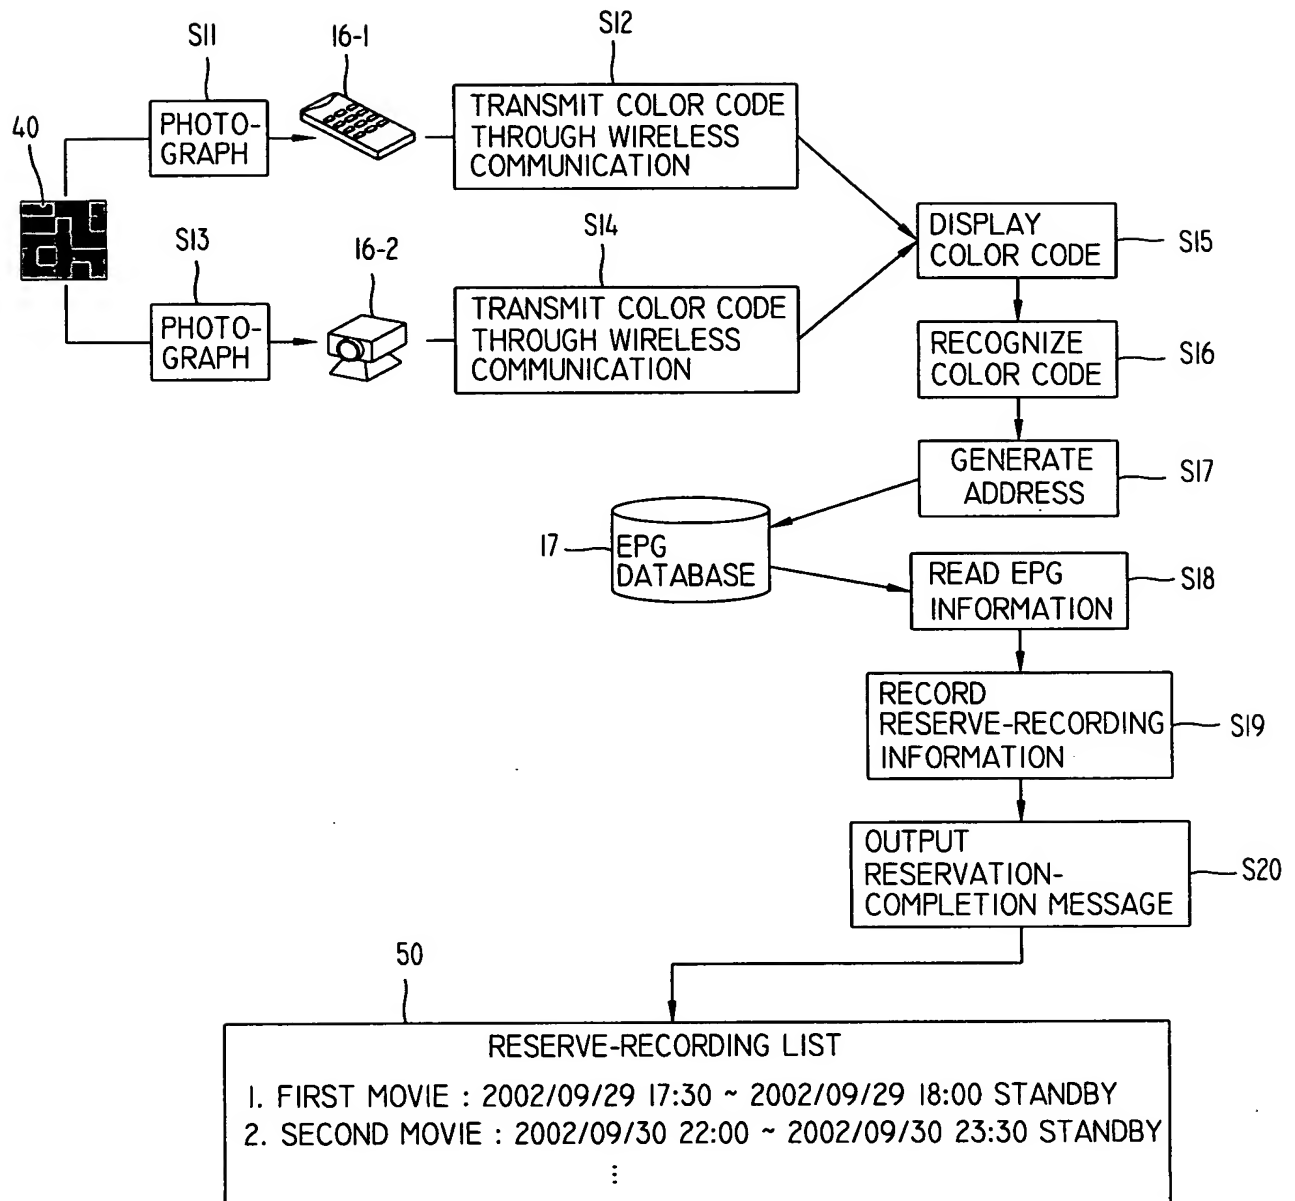 S11
16-1
S12
40
PHOTO-
GRAPH
TRANSMIT COLOR CODE
THROUGH WIRELESS
COMMUNICATION
S13
16-2
S14
DISPLAY
COLOR CODE
S15
PHOTO-
GRAPH
TRANSMIT COLOR CODE
THROUGH WIRELESS
COMMUNICATION
RECOGNIZE
COLOR CODE
S16
GENERATE
ADDRESS
S17
17
EPG
DATABASE
READ EPG
INFORMATION
S18
RECORD
RESERVE-RECORDING
INFORMATION
S19
OUTPUT
RESERVATION-
COMPLETION MESSAGE
S20
50
RESERVE-RECORDING LIST
1. FIRST MOVIE : 2002/09/29 17:30 ~ 2002/09/29 18:00 STANDBY
2. SECOND MOVIE : 2002/09/30 22:00 ~ 2002/09/30 23:30 STANDBY
⋮